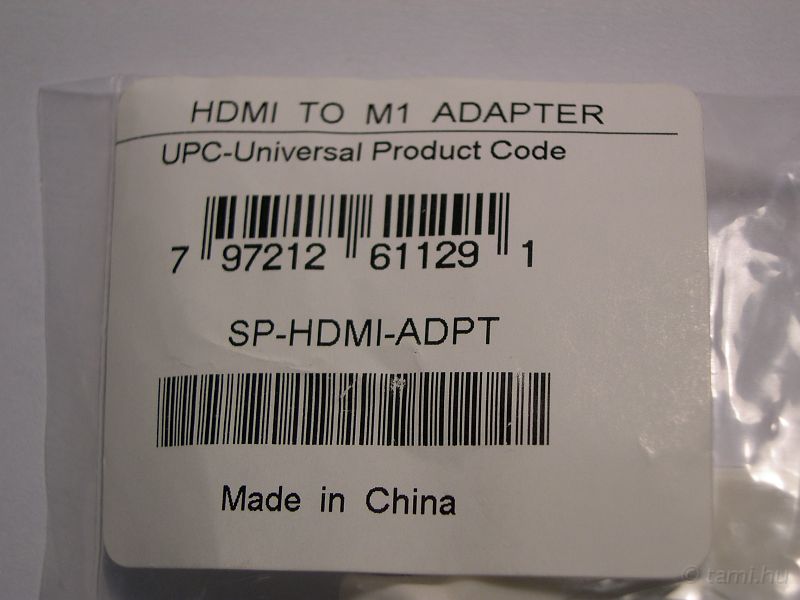 HDMI TO M1 ADAPTER
UPC-Universal Product Code
7 97212 61129 1
SP-HDMI-ADPT
Made in China
© tami.hu